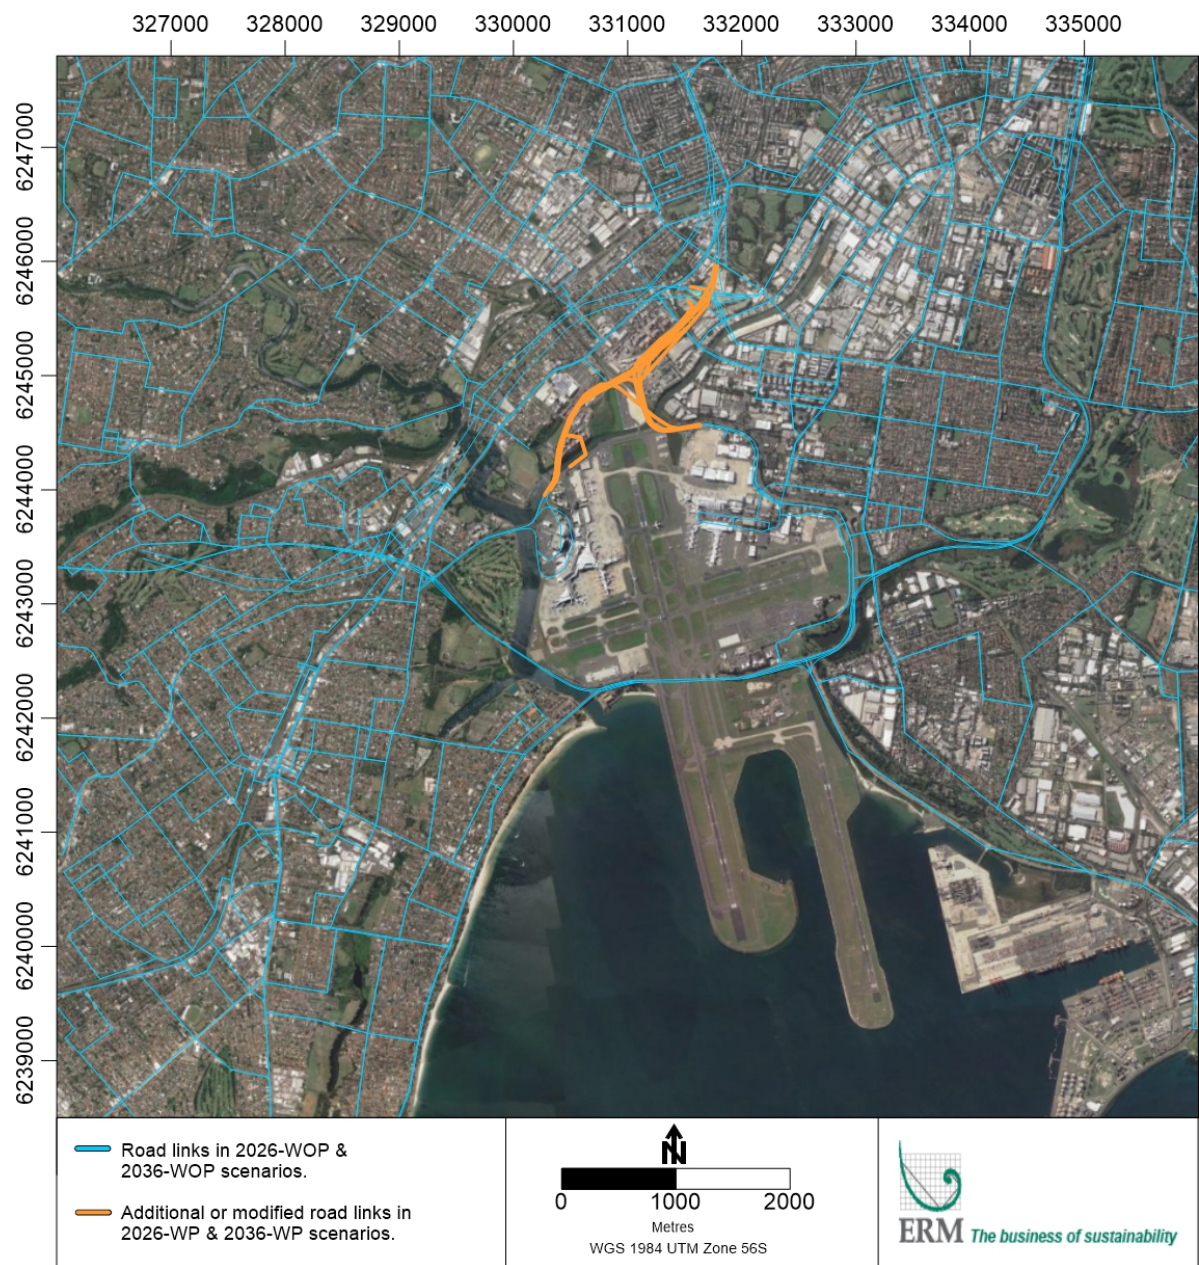 327000 328000 329000 330000 331000 332000 333000 334000 335000
6247000
6246000
6245000
6244000
6243000
6242000
6241000
6240000
6239000
Road links in 2026-WOP &
2036-WOP scenarios.
Additional or modified road links in
2026-WP & 2036-WP scenarios.
N
0 1000 2000
Metres
WGS 1984 UTM Zone 56S
ERM The business of sustainability